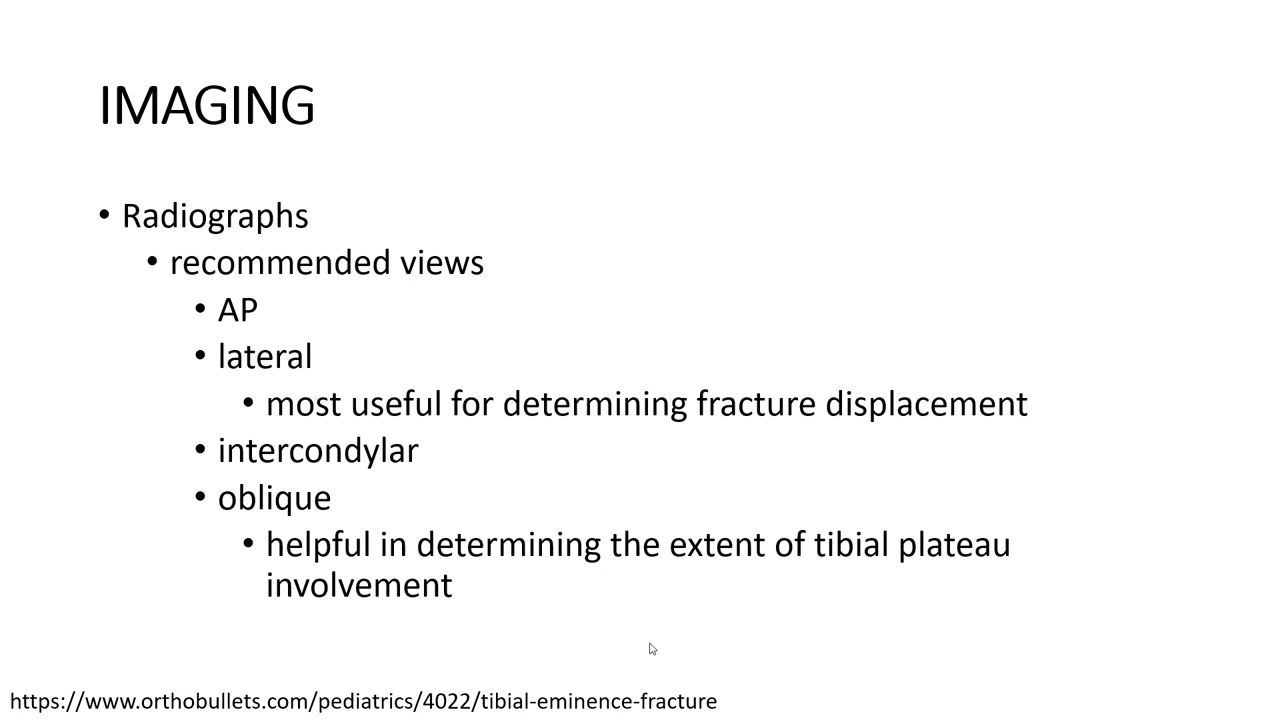 IMAGING
• Radiographs
• recommended views
• AP
• lateral
• most useful for determining fracture displacement
• intercondylar
• oblique
• helpful in determining the extent of tibial plateau
involvement
https://www.orthobullets.com/pediatrics/4022/tibial-eminence-fracture